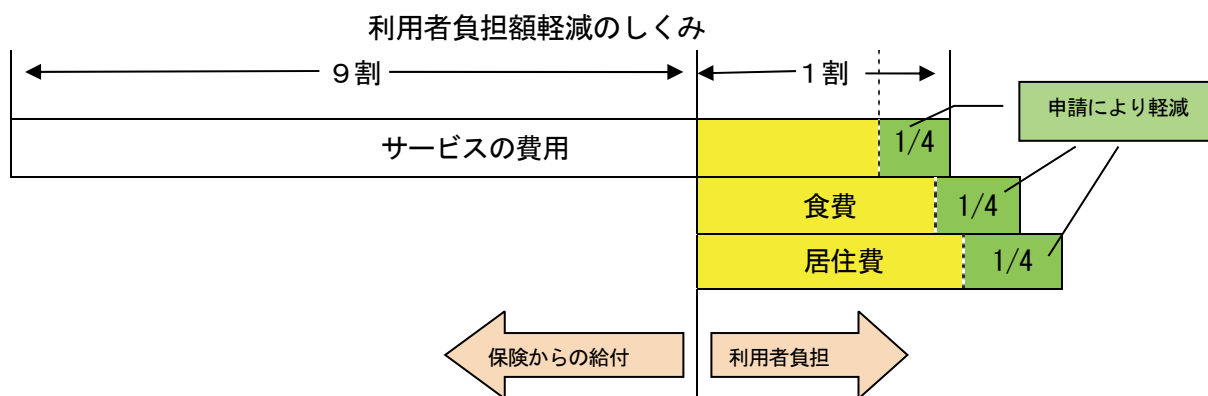 利用者負担額軽減のしくみ
９割
１割
申請により軽減
サービスの費用
1/4
食費
1/4
居住費
1/4
保険からの給付
利用者負担